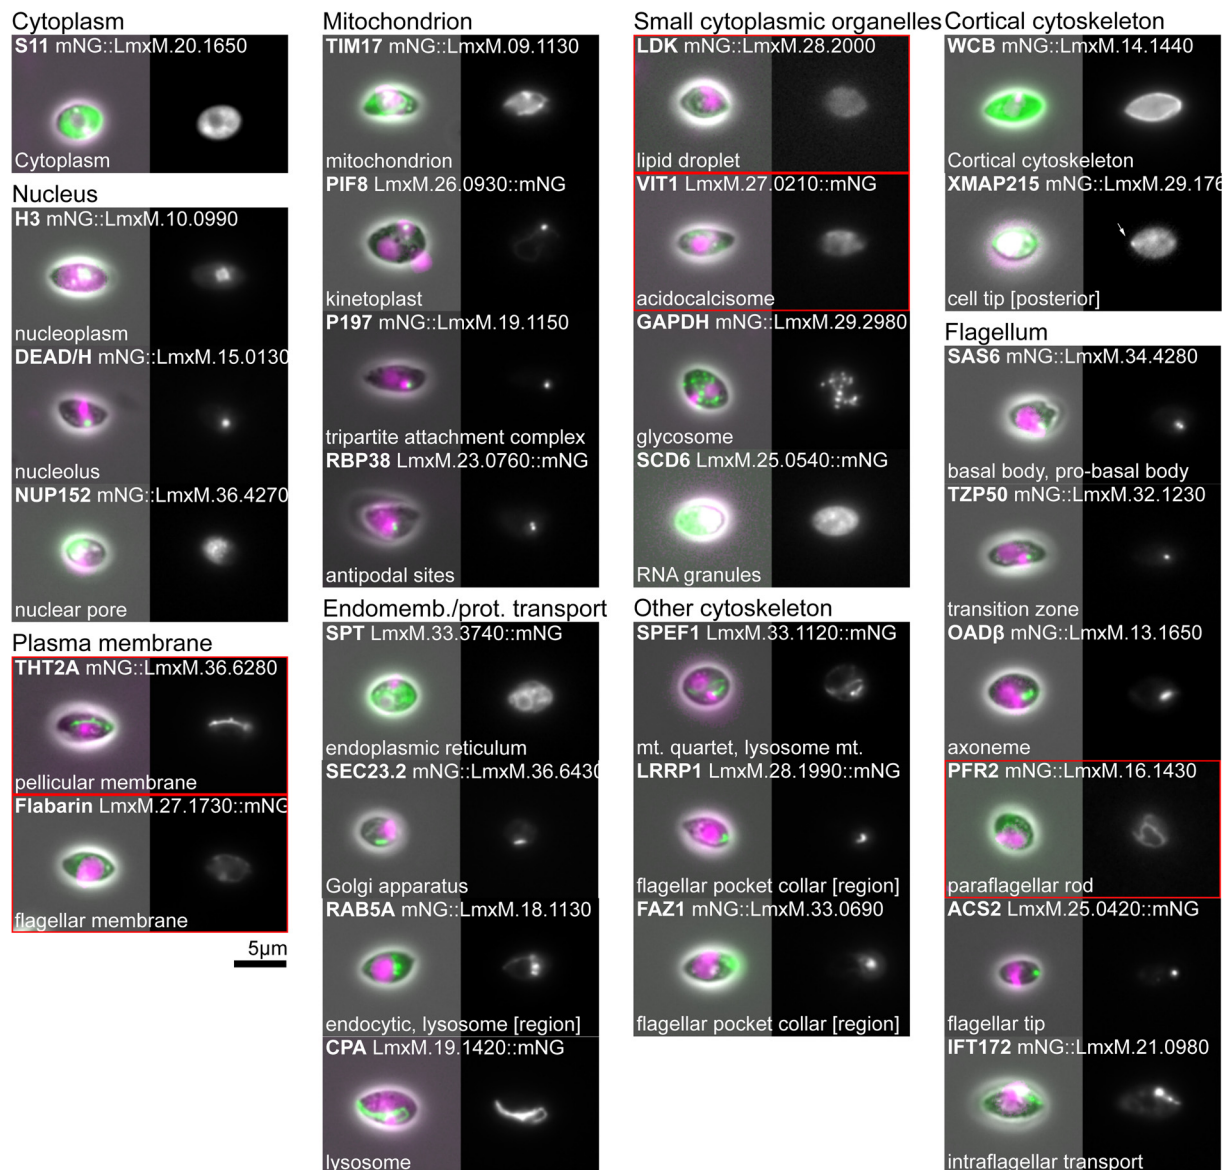 Cytoplasm
S11 mNG::LmxM.20.1650
Cytoplasm
Nucleus
H3 mNG::LmxM.10.0990
nucleoplasm
DEAD/H mNG::LmxM.15.0130
nucleolus
NUP152 mNG::LmxM.36.4270
nuclear pore
Plasma membrane
THT2A mNG::LmxM.36.6280
pellicular membrane
Flabarin LmxM.27.1730::mNG
flagellar membrane
5µm
Mitochondrion
TIM17 mNG::LmxM.09.1130
mitochondrion
PIF8 LmxM.26.0930::mNG
kinetoplast
P197 mNG::LmxM.19.1150
tripartite attachment complex
RBP38 LmxM.23.0760::mNG
antipodal sites
Endomemb./prot. transport
SPT LmxM.33.3740::mNG
endoplasmic reticulum
SEC23.2 mNG::LmxM.36.6430
Golgi apparatus
RAB5A mNG::LmxM.18.1130
endocytic, lysosome [region]
CPA LmxM.19.1420::mNG
lysosome
Small cytoplasmic organelles
LDK mNG::LmxM.28.2000
lipid droplet
VIT1 LmxM.27.0210::mNG
acidocalcisome
GAPDH mNG::LmxM.29.2980
glycosome
SCD6 LmxM.25.0540::mNG
RNA granules
Other cytoskeleton
SPEF1 LmxM.33.1120::mNG
mt. quartet, lysosome mt.
LRRP1 LmxM.28.1990::mNG
flagellar pocket collar [region]
FAZ1 mNG::LmxM.33.0690
flagellar pocket collar [region]
Cortical cytoskeleton
WCB mNG::LmxM.14.1440
Cortical cytoskeleton
XMAP215 mNG::LmxM.29.176
cell tip [posterior]
Flagellum
SAS6 mNG::LmxM.34.4280
basal body, pro-basal body
TZP50 mNG::LmxM.32.1230
transition zone
OADβ mNG::LmxM.13.1650
axoneme
PFR2 mNG::LmxM.16.1430
paraflagellar rod
ACS2 LmxM.25.0420::mNG
flagellar tip
IFT172 mNG::LmxM.21.0980
intraflagellar transport